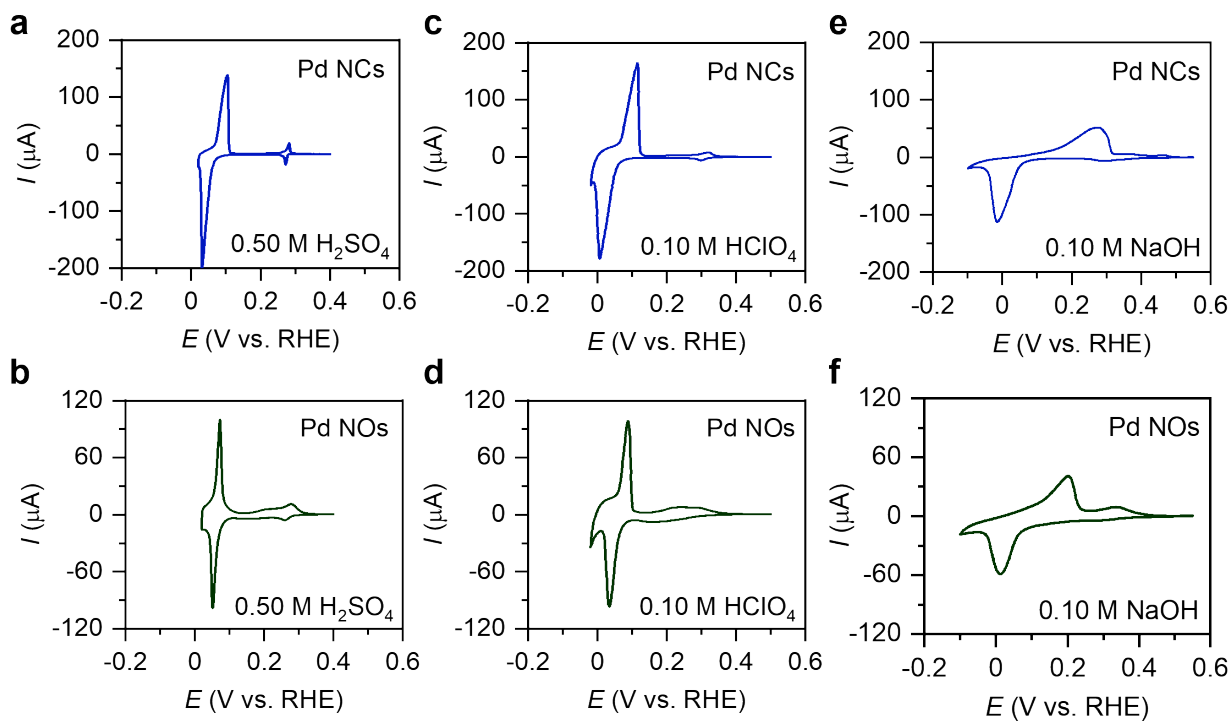 a
200
100
0
-100
-200
I (μA)
Pd NCs
0.50 M H₂SO₄
-0.2 0 0.2 0.4 0.6
E (V vs. RHE)
c
200
100
0
-100
-200
I (μA)
Pd NCs
0.10 M HClO₄
-0.2 0 0.2 0.4 0.6
E (V vs. RHE)
e
200
100
0
-100
-200
I (μA)
Pd NCs
0.10 M NaOH
-0.2 0 0.2 0.4 0.6
E (V vs. RHE)
b
120
60
0
-60
-120
I (μA)
Pd NOs
0.50 M H₂SO₄
-0.2 0 0.2 0.4 0.6
E (V vs. RHE)
d
120
60
0
-60
-120
I (μA)
Pd NOs
0.10 M HClO₄
-0.2 0 0.2 0.4 0.6
E (V vs. RHE)
f
120
60
0
-60
-120
I (μA)
Pd NOs
0.10 M NaOH
-0.2 0 0.2 0.4 0.6
E (V vs. RHE)